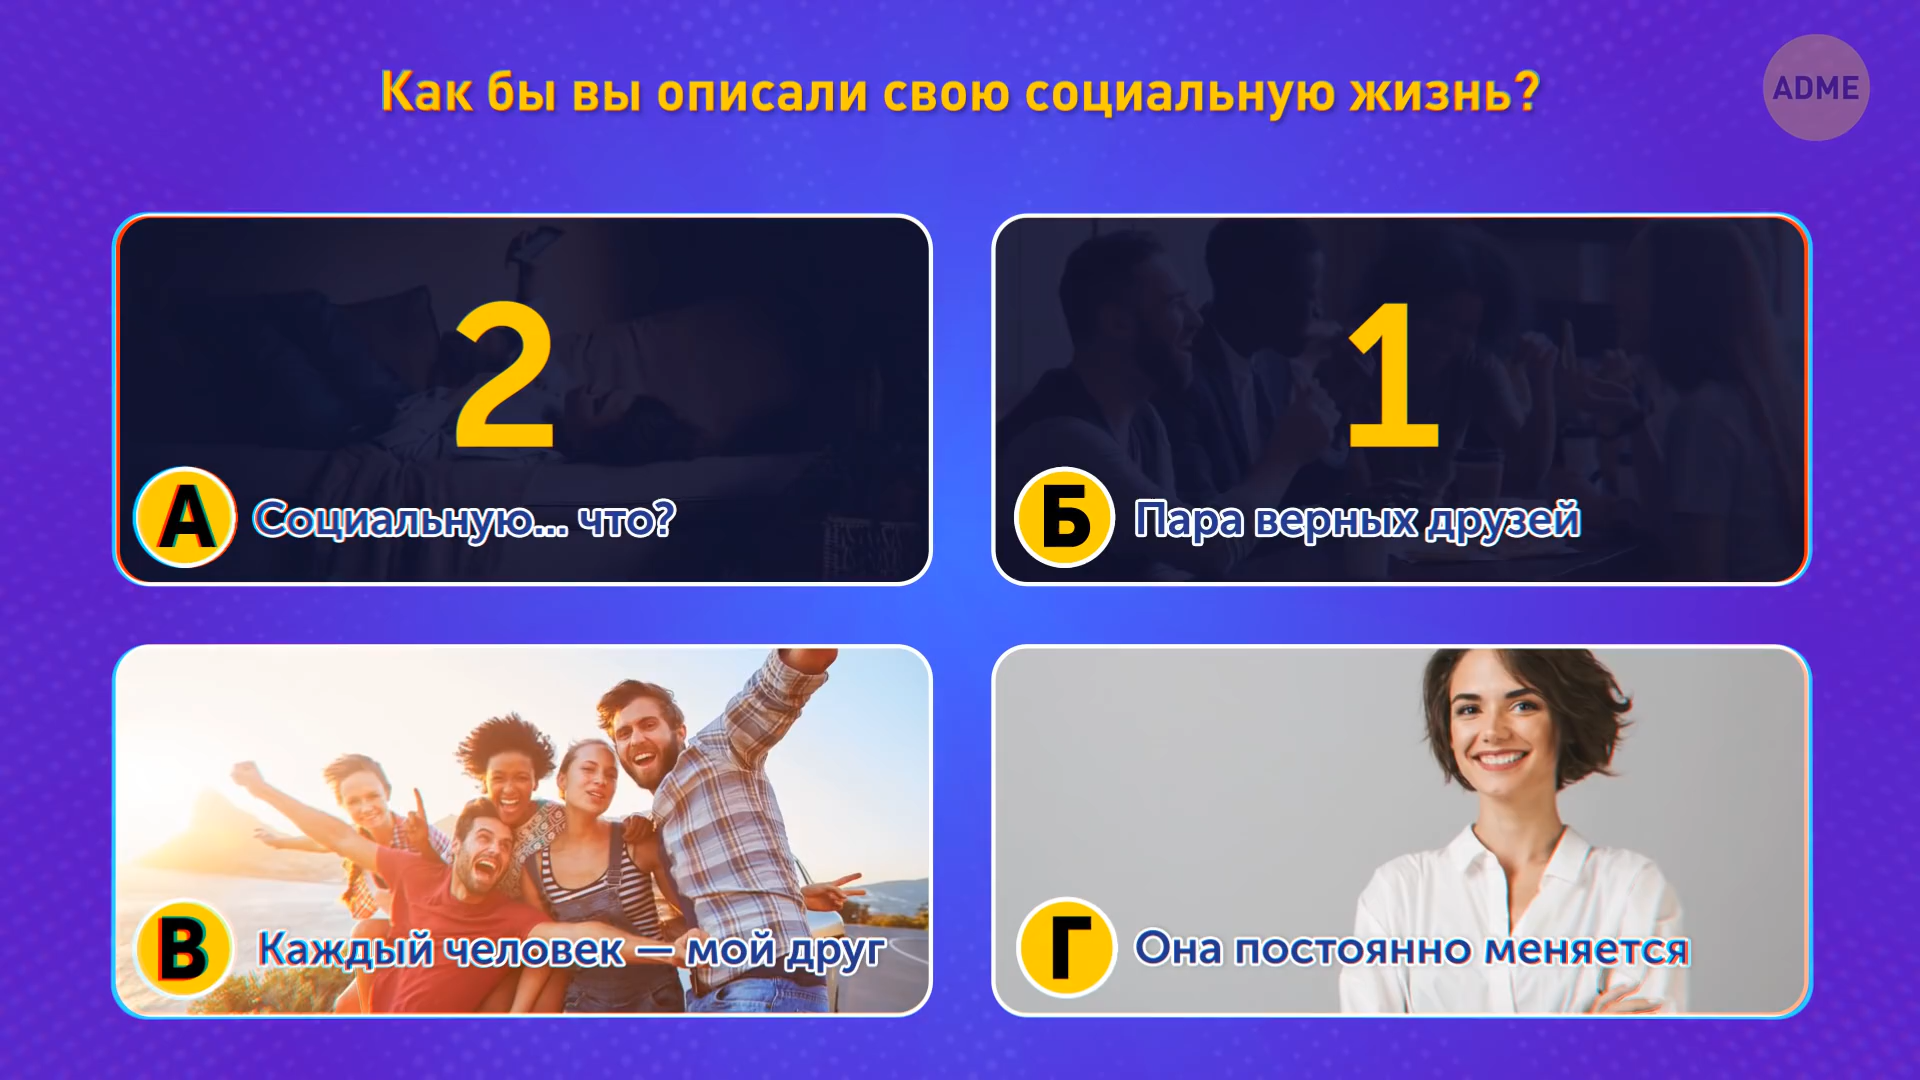 Как бы вы описали свою социальную жизнь?
ADME
2
1
А Социальную... что?
Б Пара верных друзей
В Каждый человек — мой друг
Г Она постоянно меняется